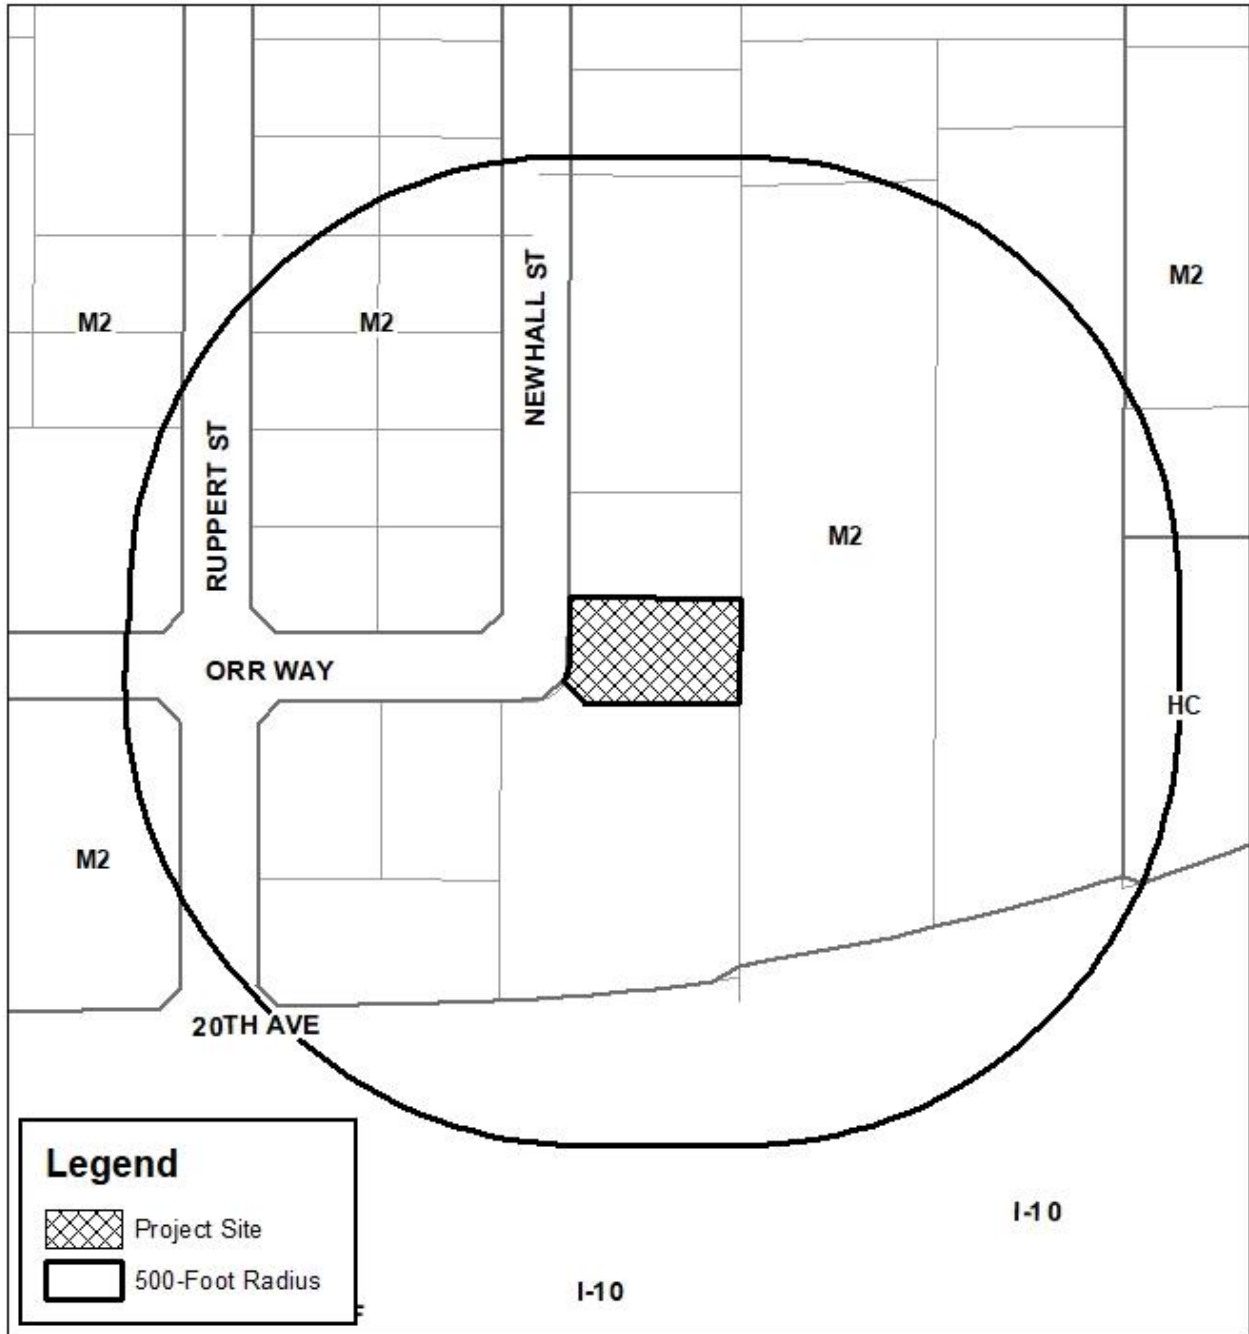 M2
M2
M2
NEWHALL ST
RUPPERT ST
M2
ORR WAY
HC
M2
20TH AVE
Legend
Project Site
500-Foot Radius
I-10
I-10